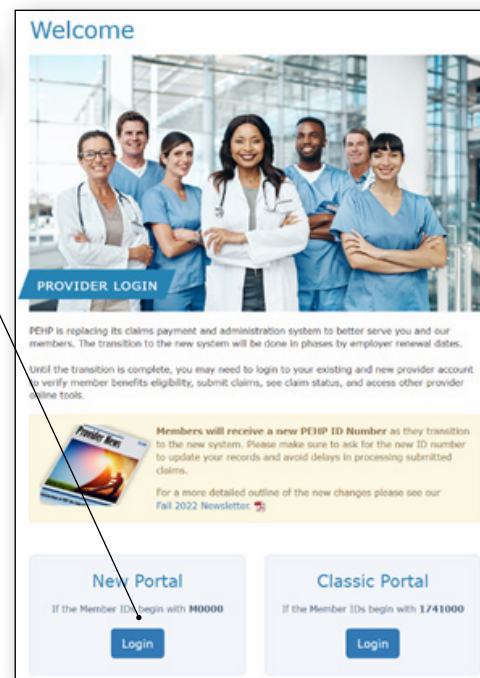 Welcome
PROVIDER LOGIN
PEHP is replacing its claims payment and administration system to better serve you and our
members. The transition to the new system will be done in phases by employer renewal dates.
Until the transition is complete, you may need to login to your existing and new provider account
to verify member benefits eligibility, submit claims, see claim status, and access other provider
online tools.
Provider News
Members will receive a new PEHP ID Number as they transition
to the new system. Please make sure to ask for the new ID number
to update your records and avoid delays in processing submitted
claims.
For a more detailed outline of the new changes please see our
Fall 2022 Newsletter.
New Portal
If the Member IDs begin with M0000
Login
Classic Portal
If the Member IDs begin with 1741000
Login